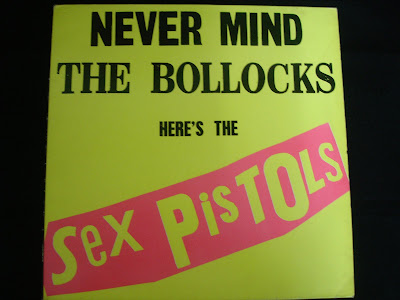 NEVER MIND
THE BOLLOCKS
HERE'S THE
SeX PisTOLs